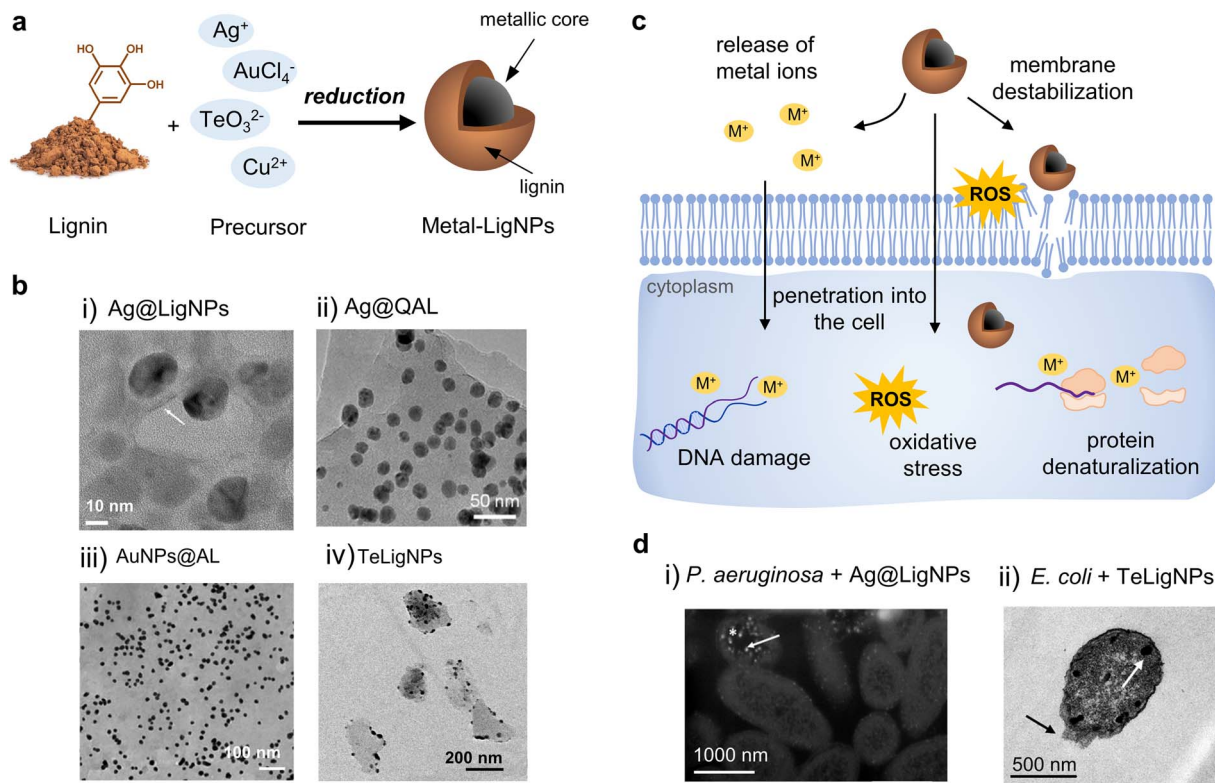 a
HO
OH
OH
Ag⁺
AuCl₄⁻
TeO₃²⁻
Cu²⁺
+
reduction
metallic core
lignin
Lignin
Precursor
Metal-LigNPs
b
i) Ag@LigNPs
10 nm
ii) Ag@QAL
50 nm
iii) AuNPs@AL
100 nm
iv) TeLigNPs
200 nm
c
release of
metal ions
membrane
destabilization
M⁺
M⁺
M⁺
ROS
cytoplasm
penetration into
the cell
M⁺
M⁺
DNA damage
ROS
oxidative
stress
M⁺
M⁺
protein
denaturalization
d
i) P. aeruginosa + Ag@LigNPs
*
1000 nm
ii) E. coli + TeLigNPs
500 nm